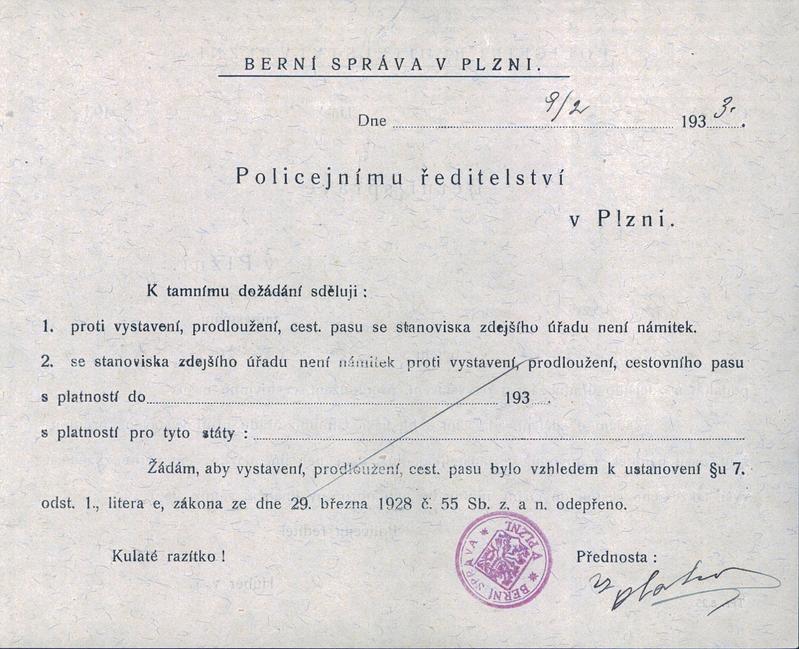 BERNÍ SPRÁVA V PLZNI.
Dne 9/2 1933.
Policejnímu ředitelství
v Plzni.
K tamnímu dožádání sděluji :
1. proti vystavení, prodloužení, cest. pasu se stanoviska zdejšího úřadu není námitek.
2. se stanoviska zdejšího úřadu není námitek proti vystavení, prodloužení, cestovního pasu
s platností do 193
s platností pro tyto státy :
Žádám, aby vystavení, prodloužení, cest. pasu bylo vzhledem k ustanovení §u 7.
odst. 1., litera e, zákona ze dne 29. března 1928 č. 55 Sb. z. a n. odepřeno.
Kulaté razítko !
Přednosta :
BERNÍ SPRÁVA V PLZNI